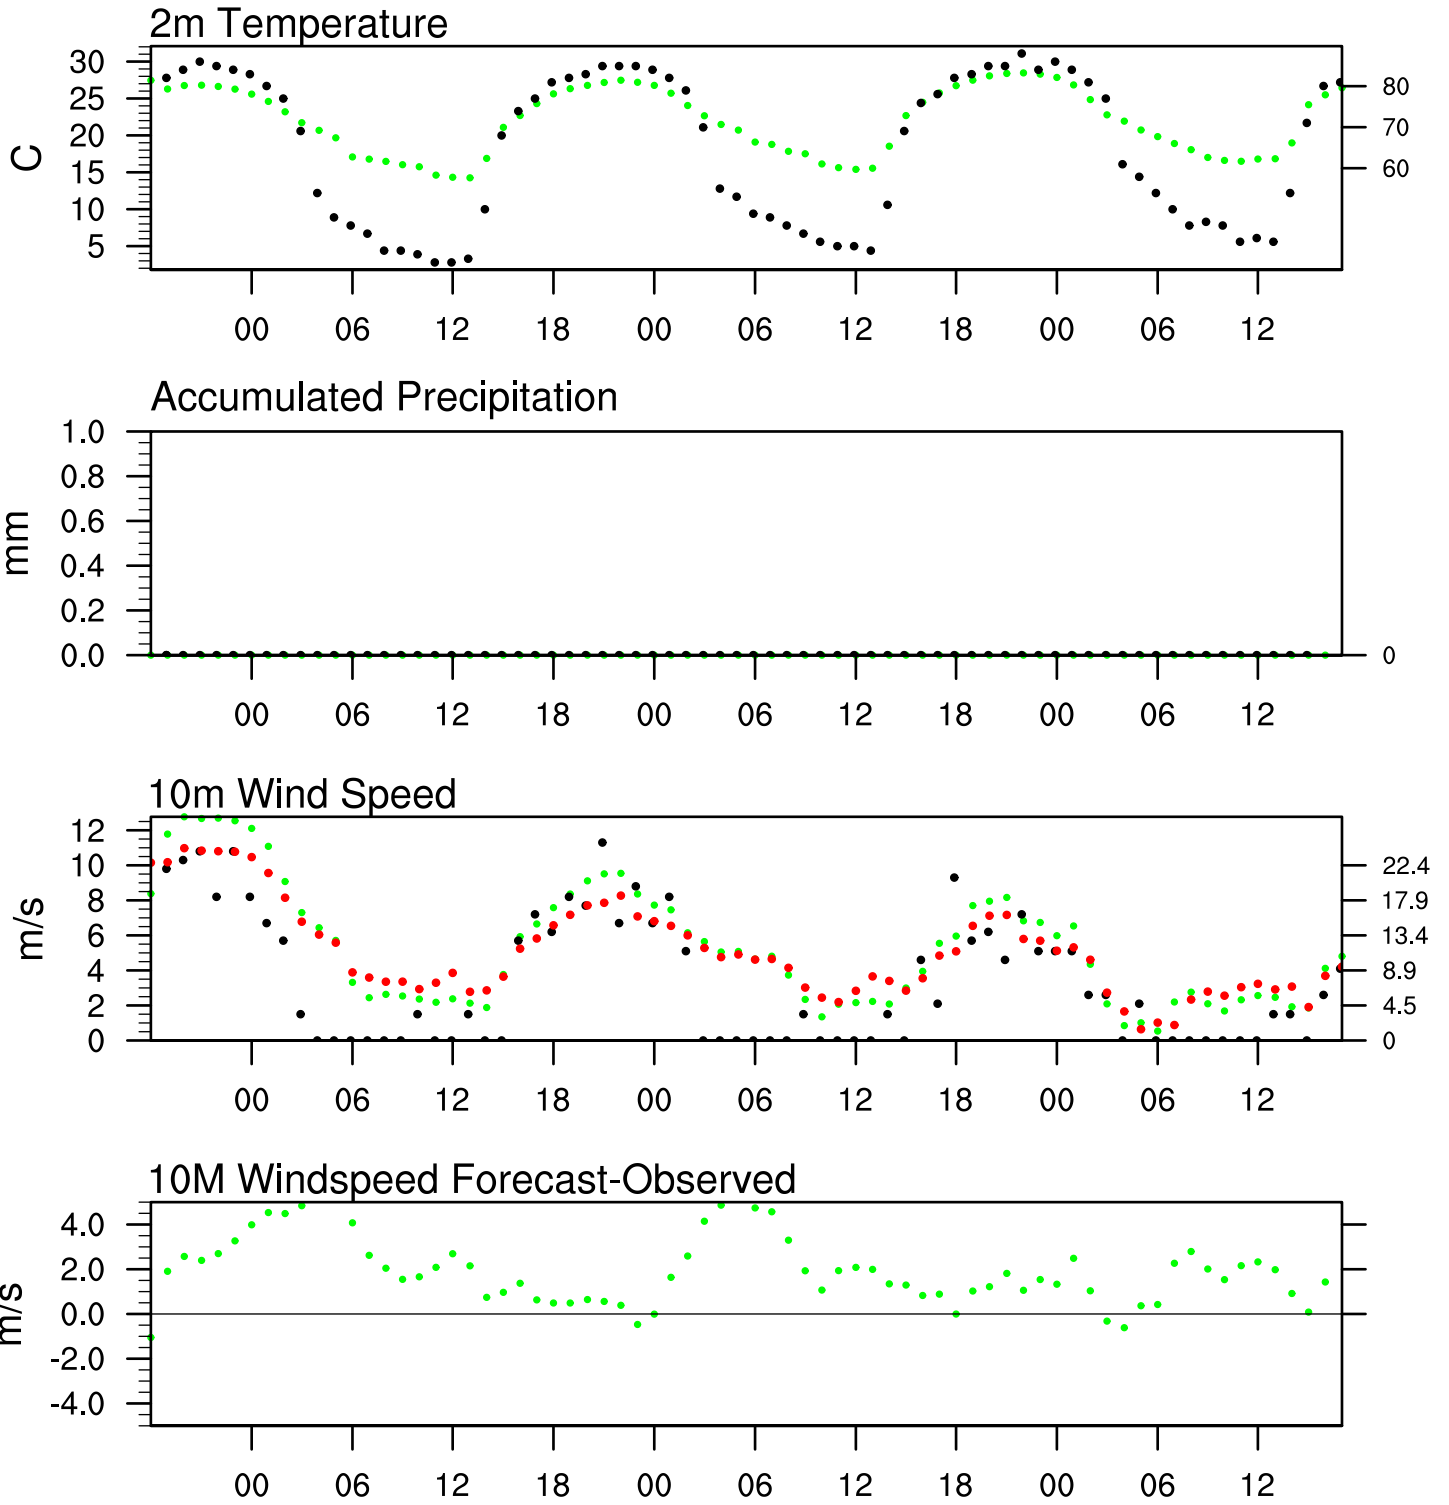 2m Temperature
30
25
20
15
10
5
C
80
70
60
00 06 12 18 00 06 12 18 00 06 12
Accumulated Precipitation
1.0
0.8
0.6
0.4
0.2
0.0
mm
0
00 06 12 18 00 06 12 18 00 06 12
10m Wind Speed
12
10
8
6
4
2
0
m/s
22.4
17.9
13.4
8.9
4.5
0
00 06 12 18 00 06 12 18 00 06 12
10M Windspeed Forecast-Observed
4.0
2.0
0.0
-2.0
-4.0
m/s
00 06 12 18 00 06 12 18 00 06 12